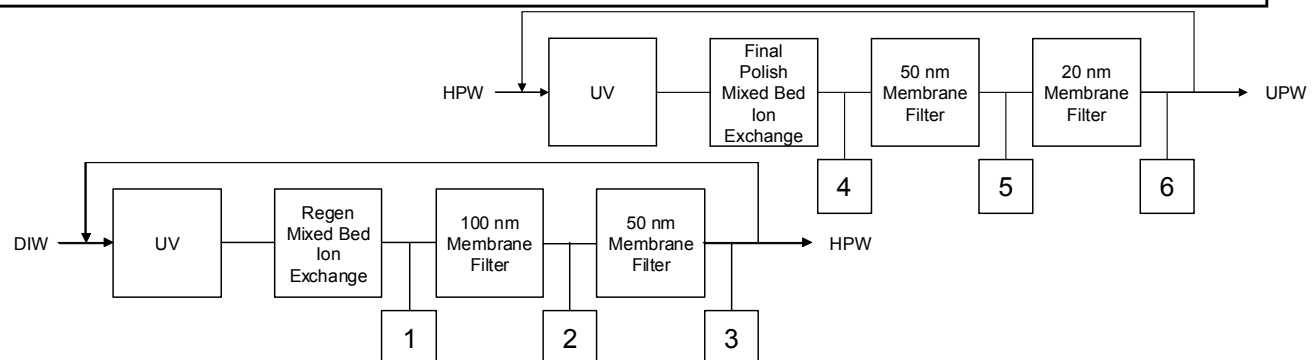 HPW
UV
Final
Polish
Mixed Bed
Ion
Exchange
50 nm
Membrane
Filter
20 nm
Membrane
Filter
UPW
4
5
6
DIW
UV
Regen
Mixed Bed
Ion
Exchange
100 nm
Membrane
Filter
50 nm
Membrane
Filter
HPW
1
2
3